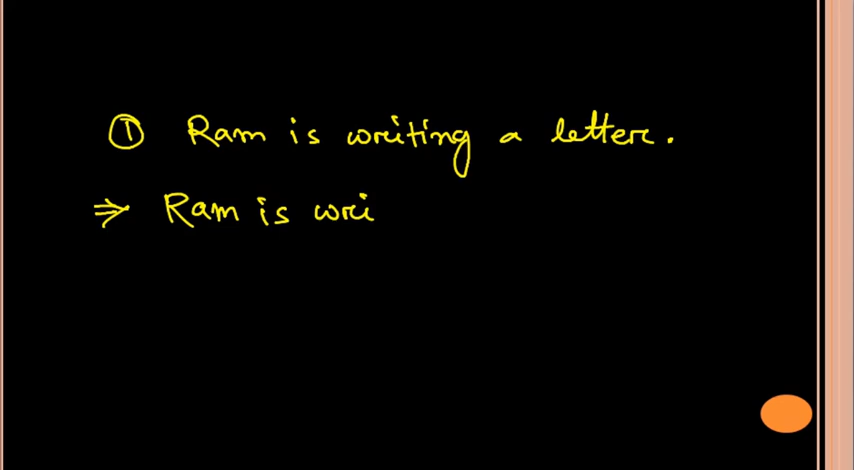 ① Ram is writing a letter.
⇒ Ram is wri